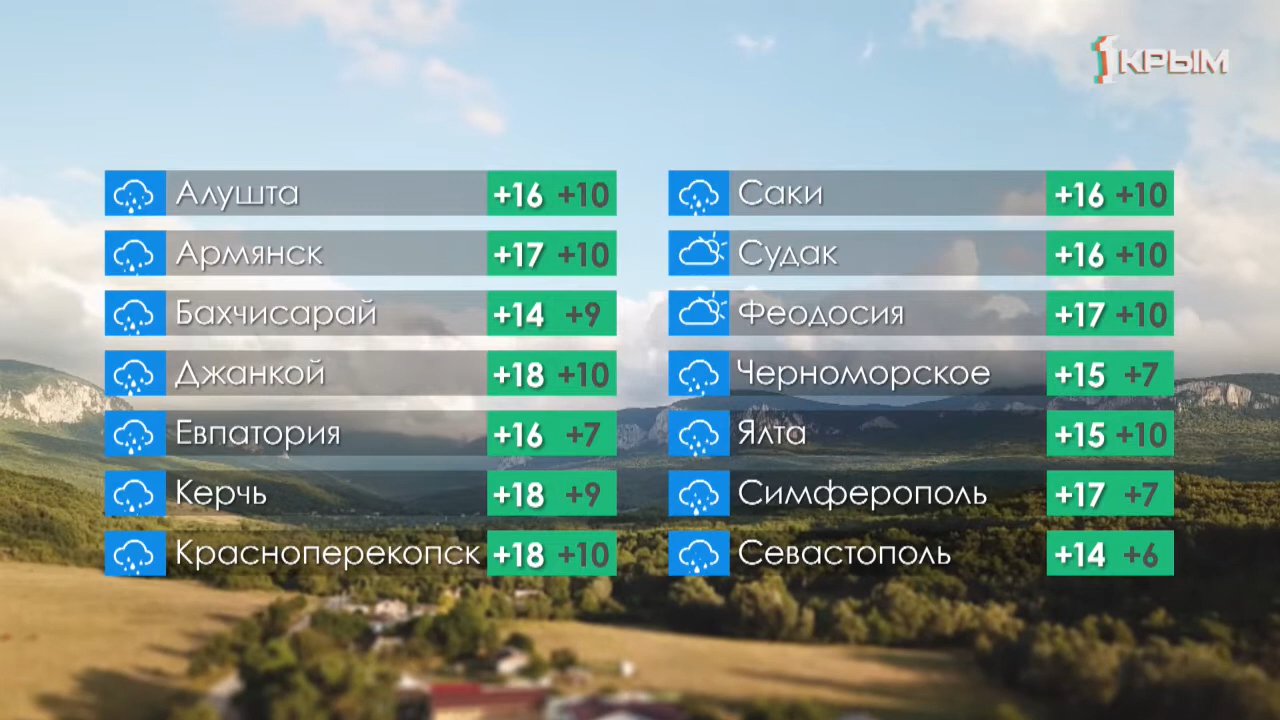 1КРЫМ
Алушта +16 +10
Армянск +17 +10
Бахчисарай +14 +9
Джанкой +18 +10
Евпатория +16 +7
Керчь +18 +9
Красноперекопск +18 +10
Саки +16 +10
Судак +16 +10
Феодосия +17 +10
Черноморское +15 +7
Ялта +15 +10
Симферополь +17 +7
Севастополь +14 +6